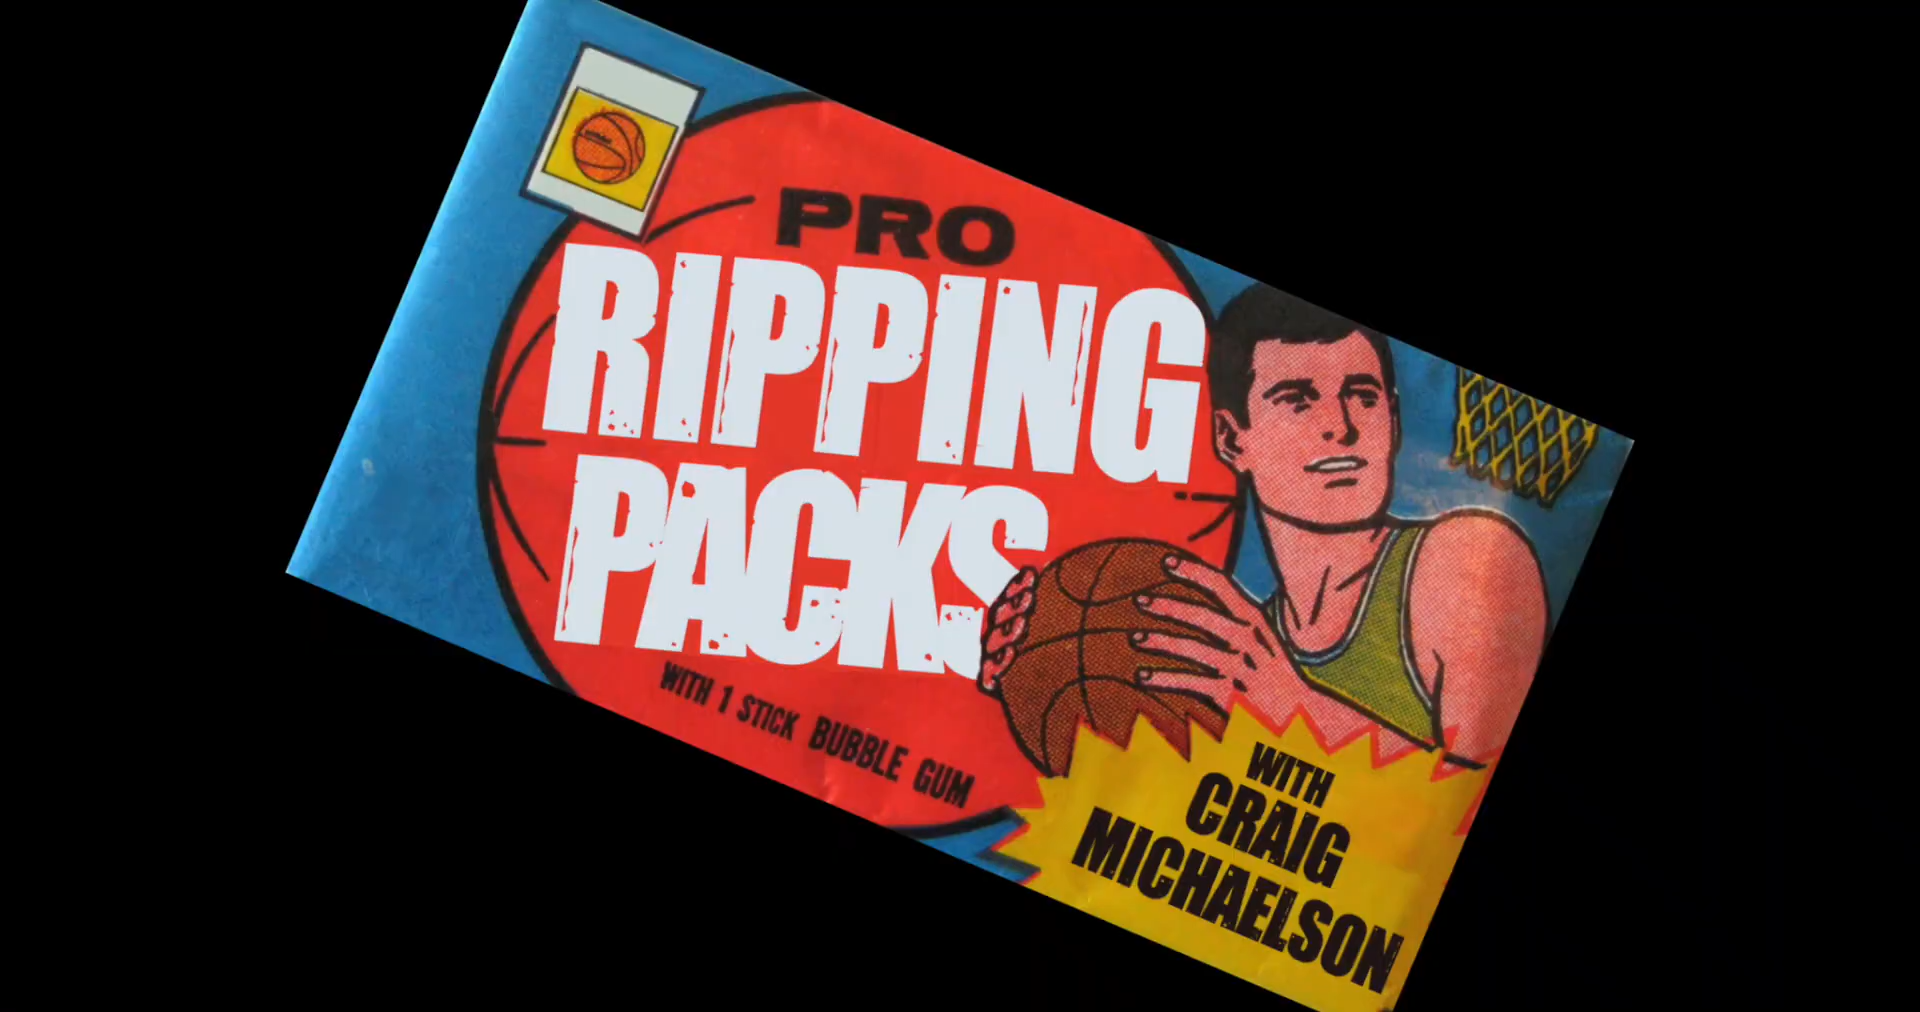 PRO
RIPPING
PACKS
WITH 1 STICK BUBBLE GUM
WITH
CRAIG
MICHAELSON